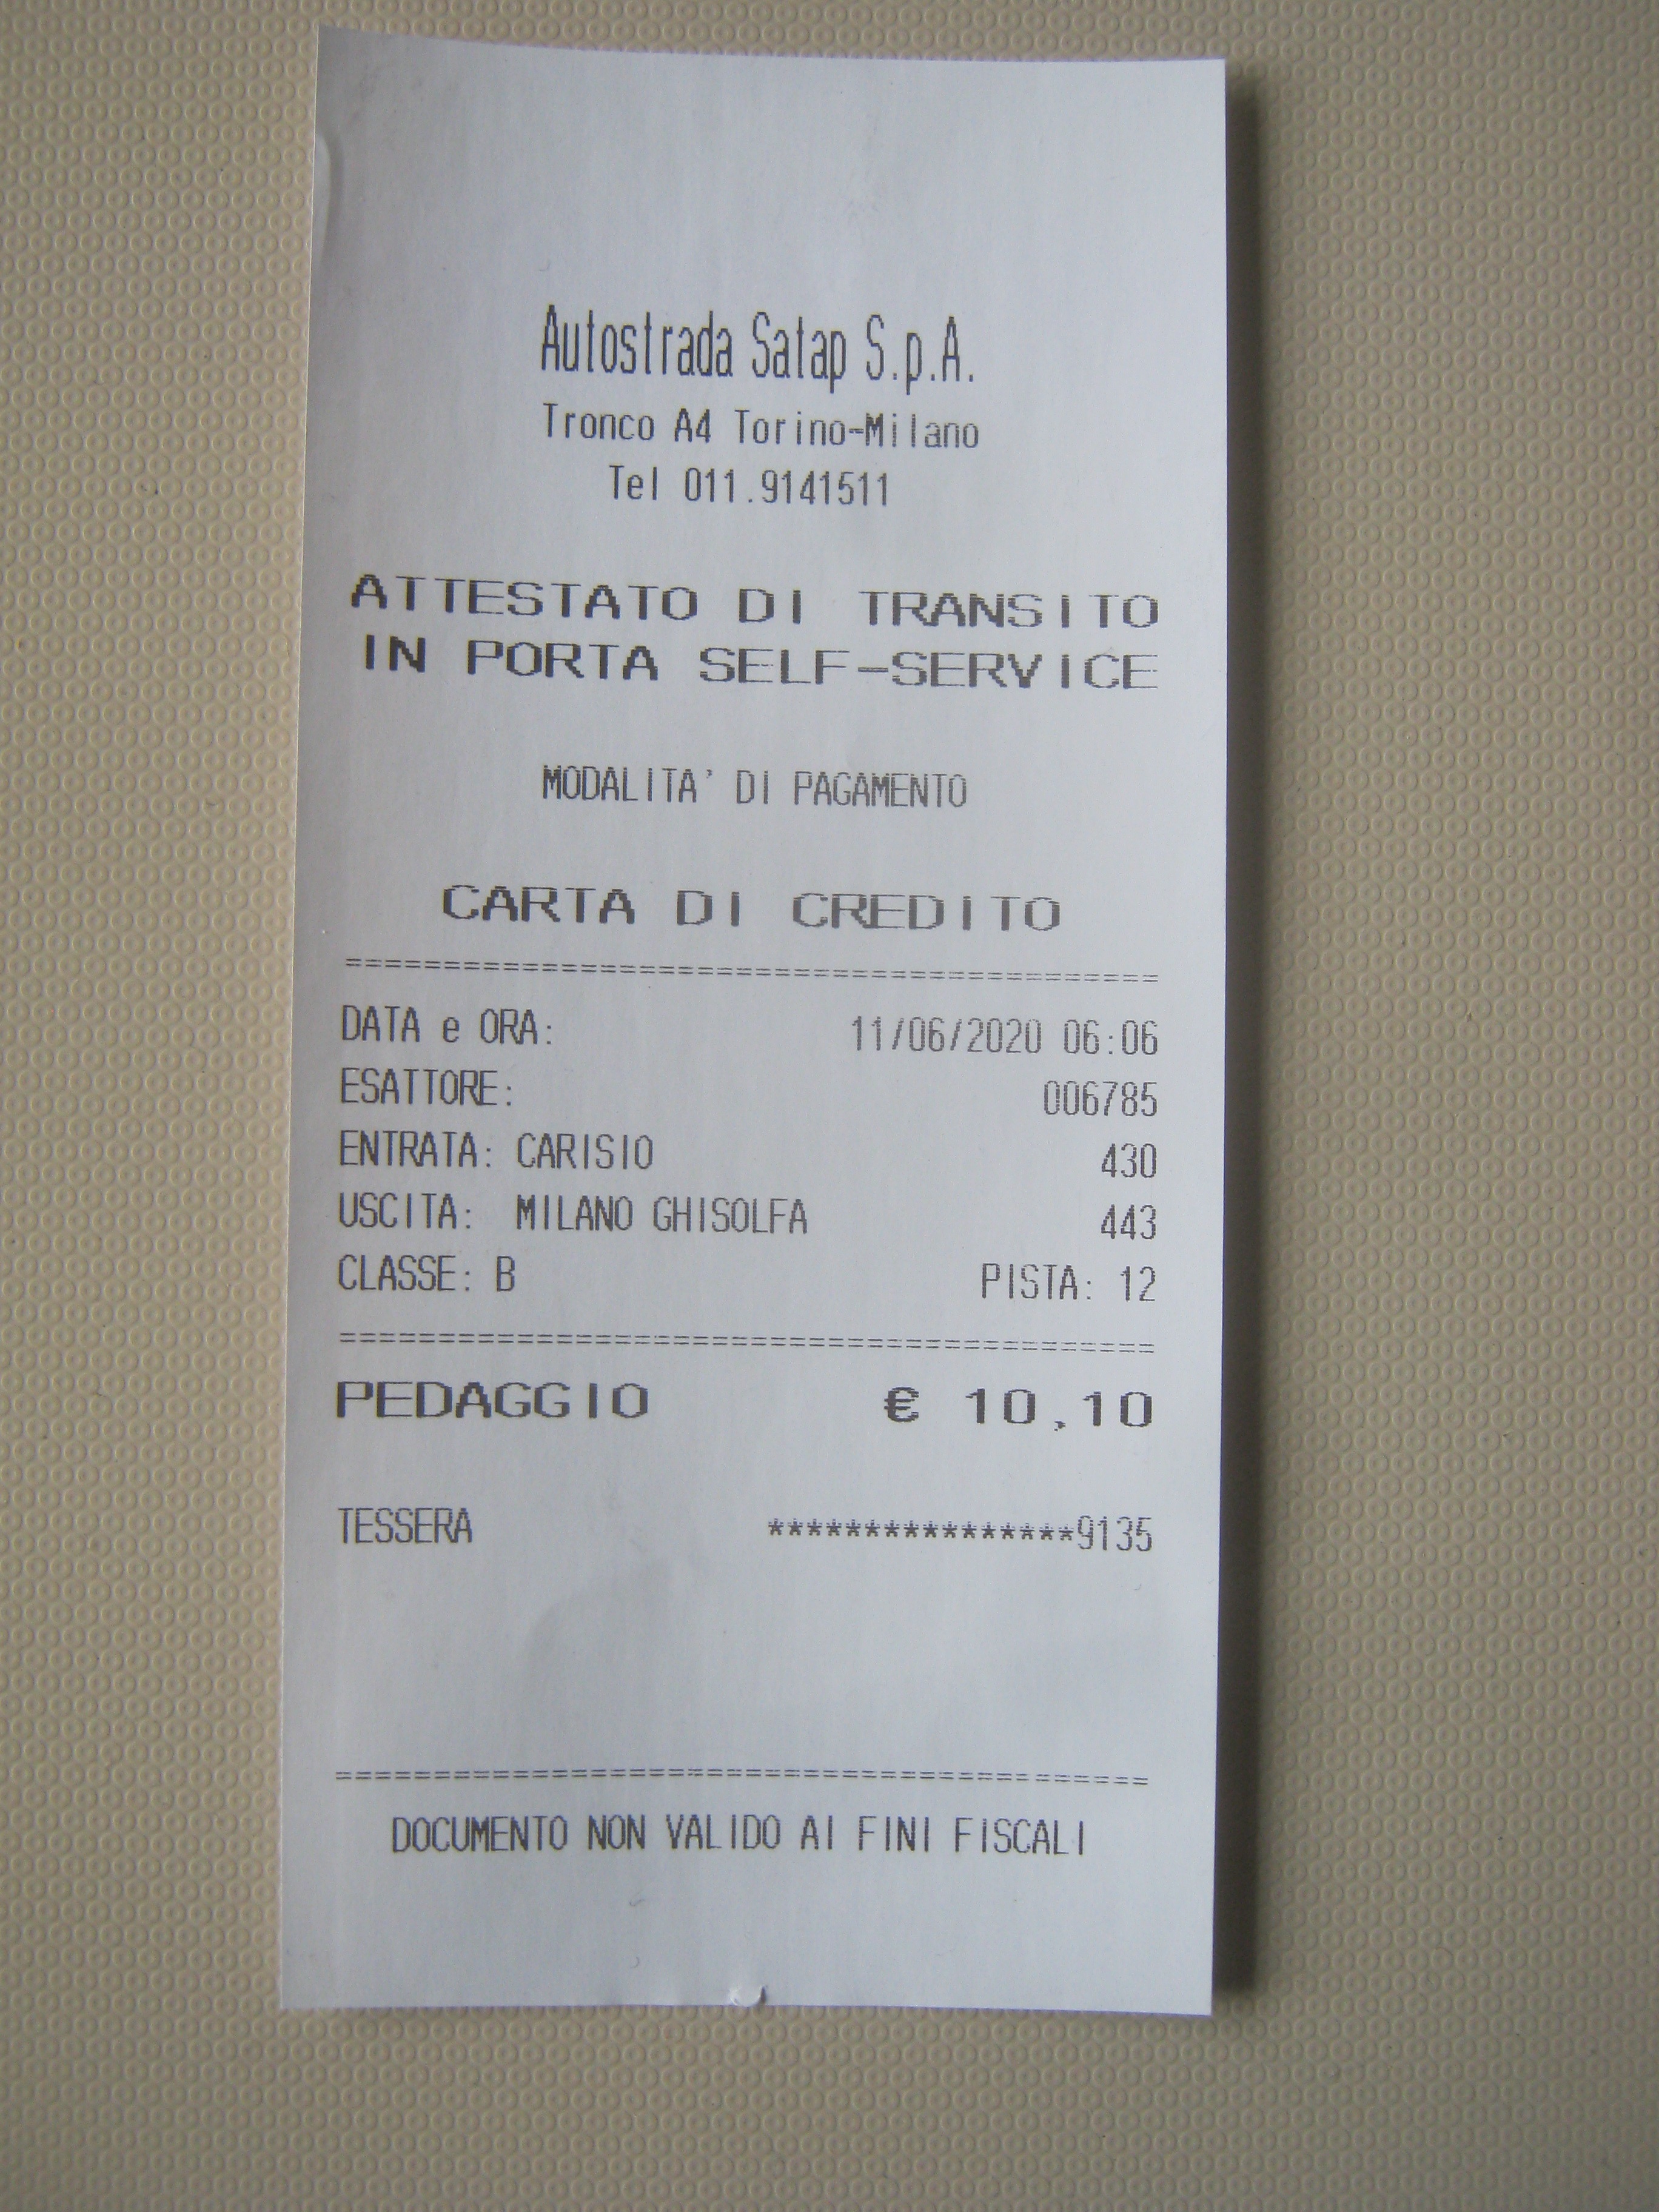 Autostrada Satap S.p.A.
Tronco A4 Torino-Milano
Tel 011.9141511
ATTESTATO DI TRANSITO
IN PORTA SELF-SERVICE
MODALITA' DI PAGAMENTO
CARTA DI CREDITO
==========================================
DATA e ORA: 11/06/2020 06:06
ESATTORE: 006785
ENTRATA: CARISIO 430
USCITA: MILANO GHISOLFA 443
CLASSE: B PISTA: 12
==========================================
PEDAGGIO € 10,10
TESSERA ****************9135
==========================================
DOCUMENTO NON VALIDO AI FINI FISCALI